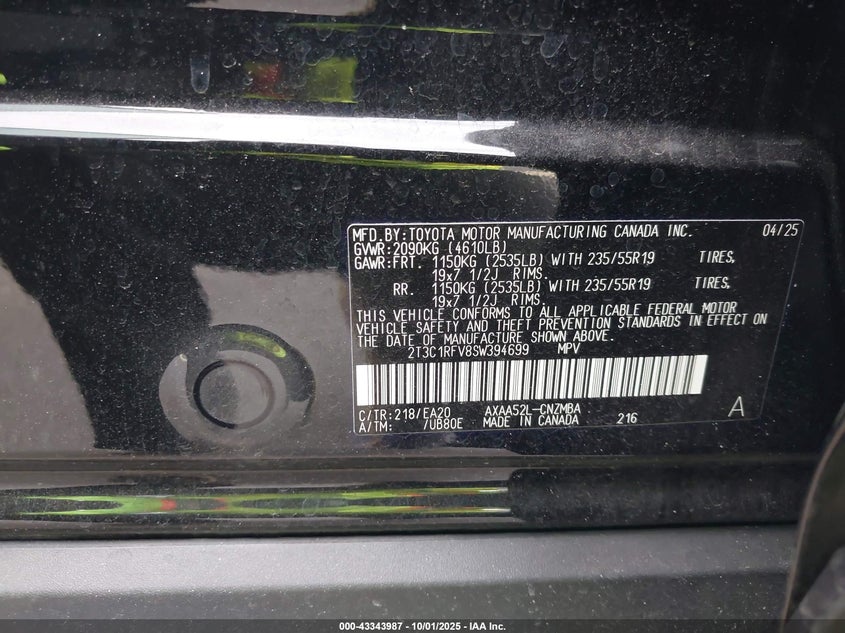 MFD.BY:TOYOTA MOTOR MANUFACTURING CANADA INC. 04/25
GVWR:2090KG (4610LB)
GAWR:FRT. 1150KG (2535LB) WITH 235/55R19 TIRES,
19x7 1/2J RIMS.
RR. 1150KG (2535LB) WITH 235/55R19 TIRES,
19x7 1/2J RIMS.
THIS VEHICLE CONFORMS TO ALL APPLICABLE FEDERAL MOTOR
VEHICLE SAFETY AND THEFT PREVENTION STANDARDS IN EFFECT ON
THE DATE OF MANUFACTURE SHOWN ABOVE.
2T3C1RFV8SW394699 MPV
C/TR:218/EA20 AXAA52L-CNZMBA A
A/TM: /UB80E MADE IN CANADA 216
000-43343987 - 10/01/2025 - IAA Inc.